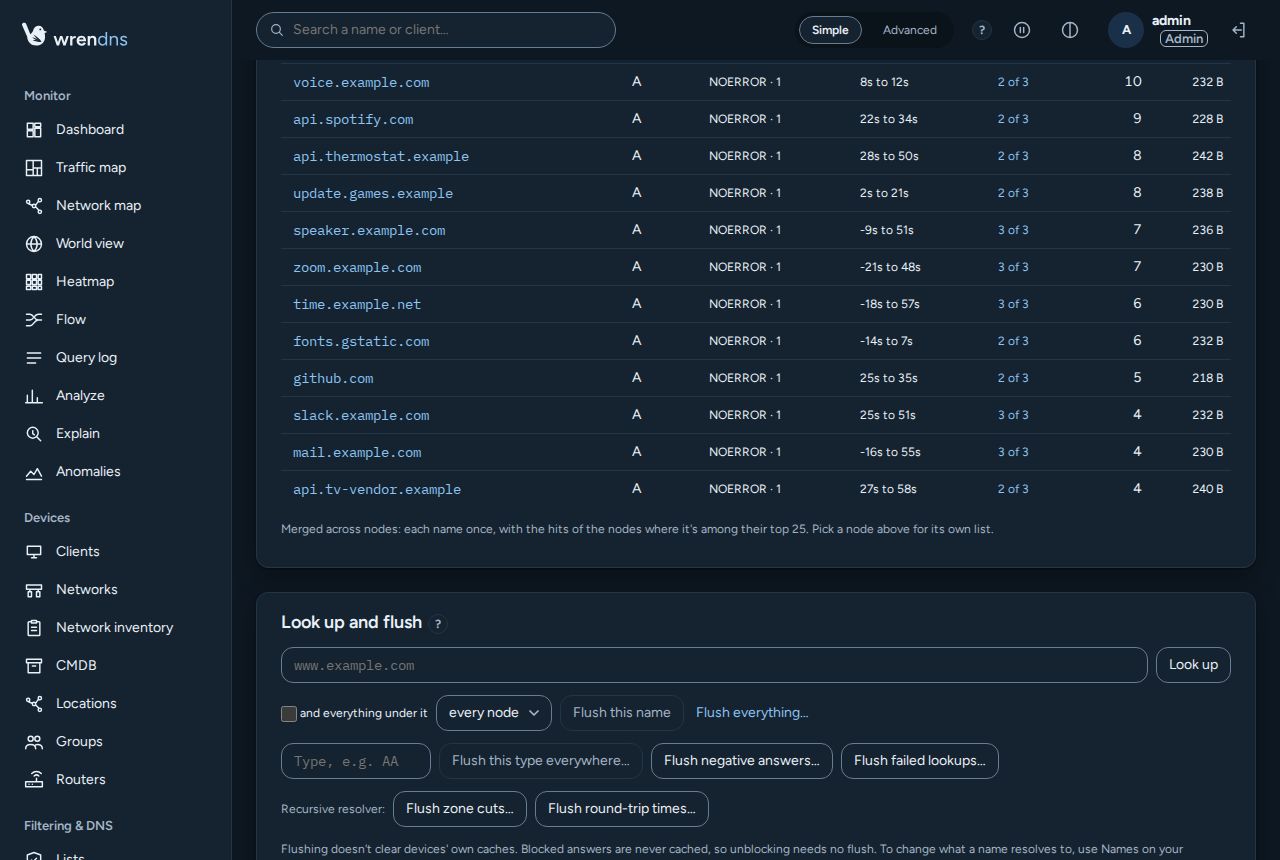 wrendns
Search a name or client...
Simple
Advanced
?
A
admin
Admin
Monitor
Dashboard
Traffic map
Network map
World view
Heatmap
Flow
Query log
Analyze
Explain
Anomalies
Devices
Clients
Networks
Network inventory
CMDB
Locations
Groups
Routers
Filtering & DNS
Lists
voice.example.com A NOERROR · 1 8s to 12s 2 of 3 10 232 B
api.spotify.com A NOERROR · 1 22s to 34s 2 of 3 9 228 B
api.thermostat.example A NOERROR · 1 28s to 50s 2 of 3 8 242 B
update.games.example A NOERROR · 1 2s to 21s 2 of 3 8 238 B
speaker.example.com A NOERROR · 1 -9s to 51s 3 of 3 7 236 B
zoom.example.com A NOERROR · 1 -21s to 48s 3 of 3 7 230 B
time.example.net A NOERROR · 1 -18s to 57s 3 of 3 6 230 B
fonts.gstatic.com A NOERROR · 1 -14s to 7s 2 of 3 6 232 B
github.com A NOERROR · 1 25s to 35s 2 of 3 5 218 B
slack.example.com A NOERROR · 1 25s to 51s 3 of 3 4 232 B
mail.example.com A NOERROR · 1 -16s to 55s 3 of 3 4 230 B
api.tv-vendor.example A NOERROR · 1 27s to 58s 2 of 3 4 240 B
Merged across nodes: each name once, with the hits of the nodes where it's among their top 25. Pick a node above for its own list.
Look up and flush ?
www.example.com
Look up
and everything under it
every node
Flush this name
Flush everything...
Type, e.g. AA
Flush this type everywhere...
Flush negative answers...
Flush failed lookups...
Recursive resolver:
Flush zone cuts...
Flush round-trip times...
Flushing doesn't clear devices' own caches. Blocked answers are never cached, so unblocking needs no flush. To change what a name resolves to, use Names on your